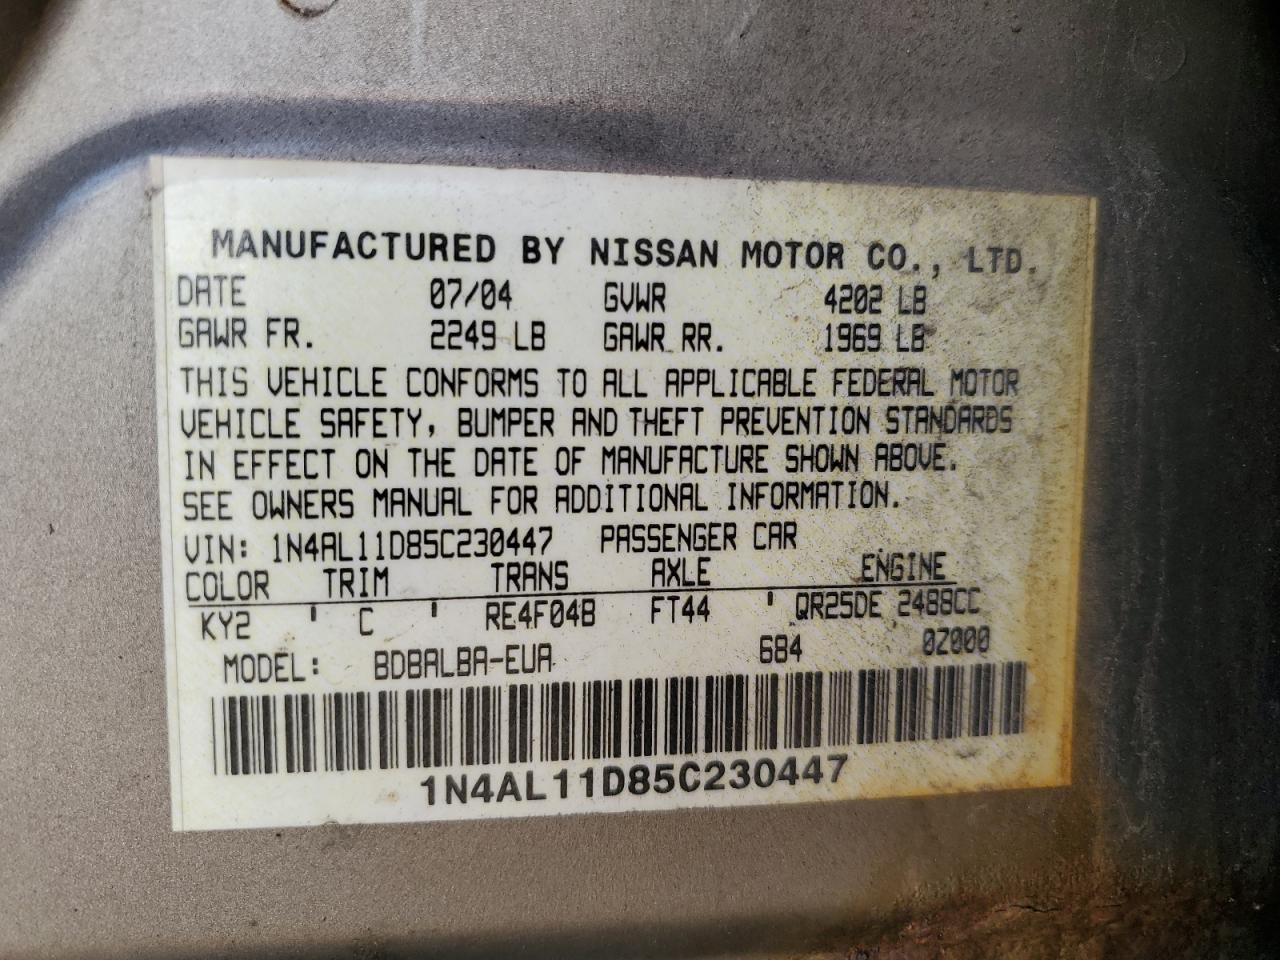 MANUFACTURED BY NISSAN MOTOR CO., LTD.
DATE 07/04 GVWR 4202 LB
GAWR FR. 2249 LB GAWR RR. 1969 LB
THIS VEHICLE CONFORMS TO ALL APPLICABLE FEDERAL MOTOR
VEHICLE SAFETY, BUMPER AND THEFT PREVENTION STANDARDS
IN EFFECT ON THE DATE OF MANUFACTURE SHOWN ABOVE.
SEE OWNERS MANUAL FOR ADDITIONAL INFORMATION.
VIN: 1N4AL11D85C230447 PASSENGER CAR
COLOR TRIM TRANS AXLE ENGINE
KY2 ' C ' RE4F04B FT44 ' QR25DE 2488CC
MODEL: BDBALBA-EUA 684 0Z000
1N4AL11D85C230447